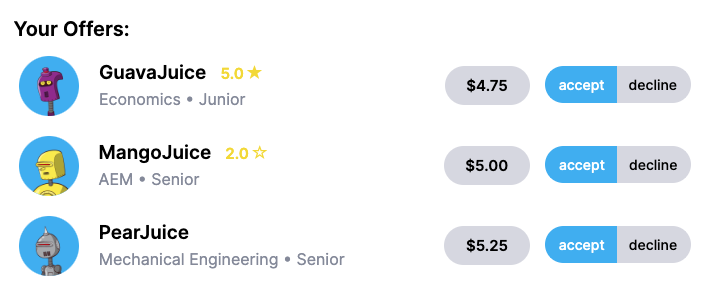 Your Offers:
GuavaJuice 5.0 ★ $4.75 accept decline
Economics • Junior
MangoJuice 2.0 ☆ $5.00 accept decline
AEM • Senior
PearJuice $5.25 accept decline
Mechanical Engineering • Senior